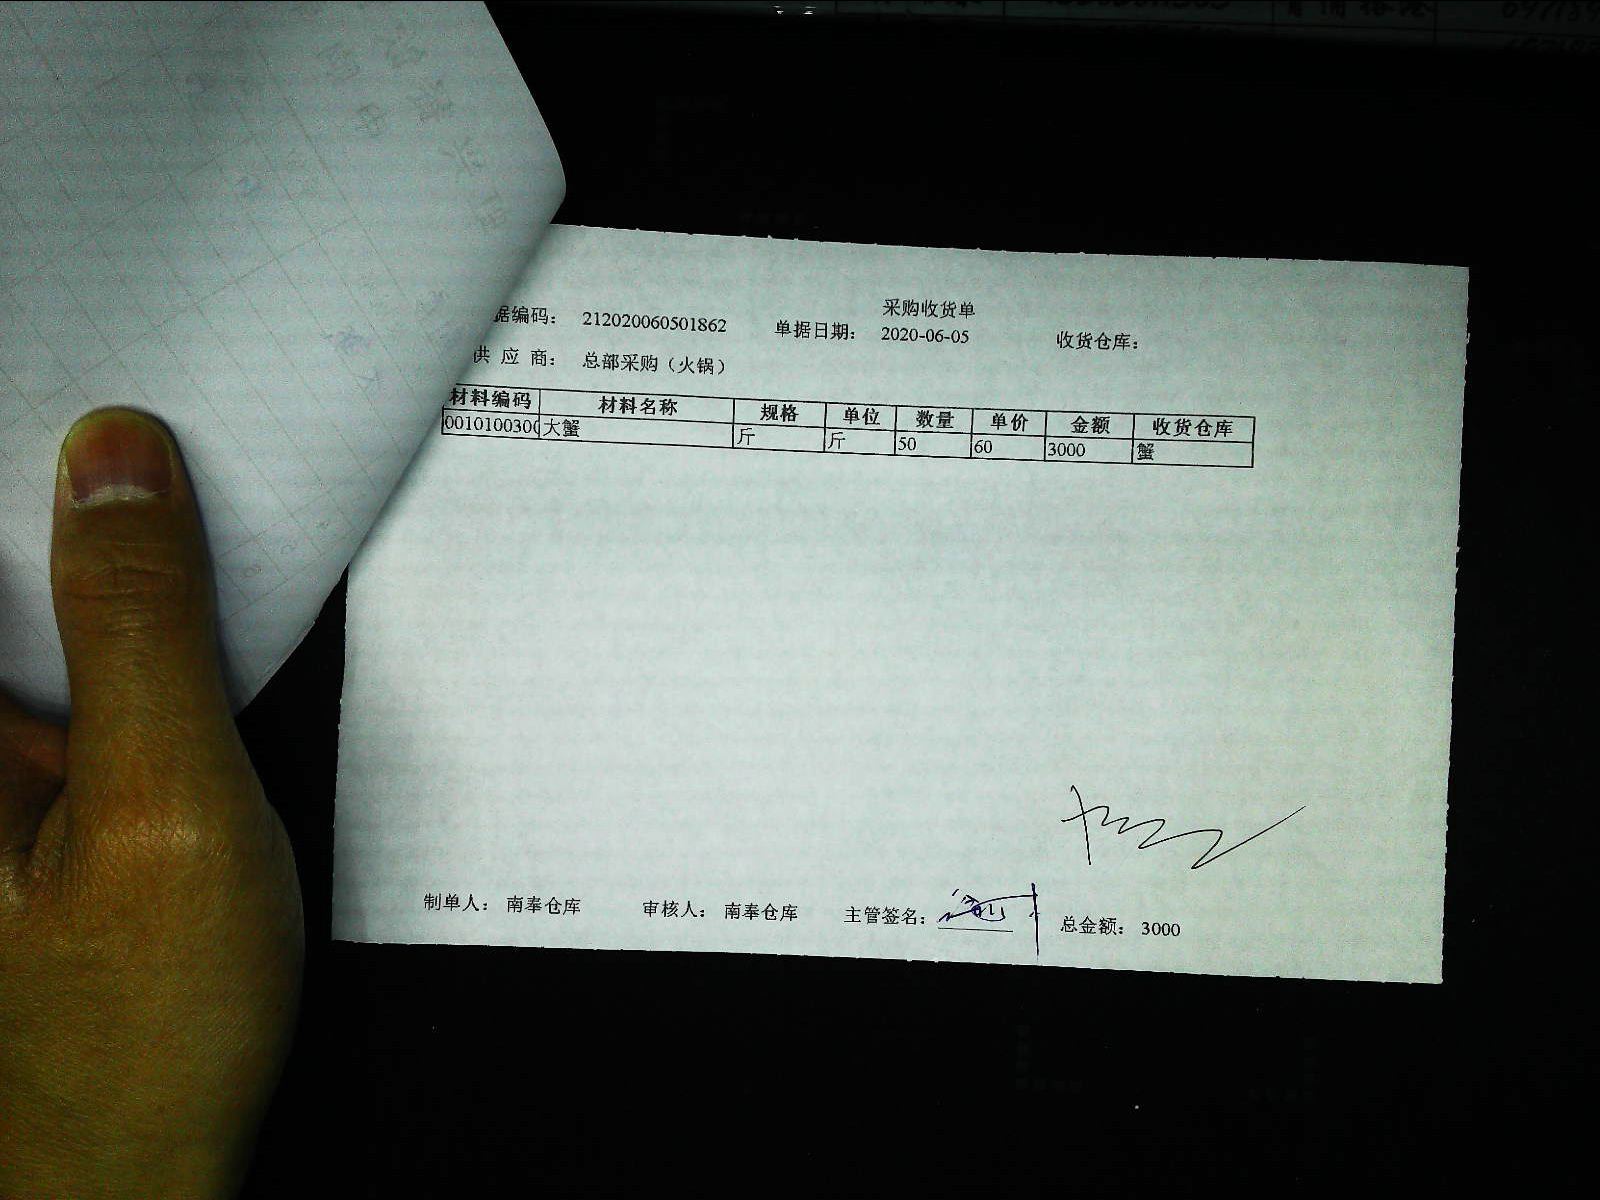 采购收货单
据编码： 212020060501862 单据日期： 2020-06-05 收货仓库：
供 应 商： 总部采购（火锅）
材料编码 材料名称 规格 单位 数量 单价 金额 收货仓库
0010100300 大蟹 斤 斤 50 60 3000 蟹
制单人： 南奉仓库 审核人： 南奉仓库 主管签名： 总金额： 3000